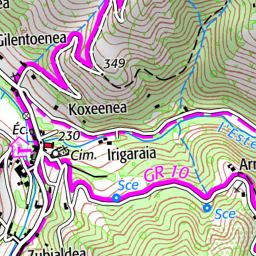 Gilentoenea
349
Koxeenea
l'Este
Éc.
230
Cim.
Irigaraia
GR 10
Arr
Sce
Sce
Zubialdea